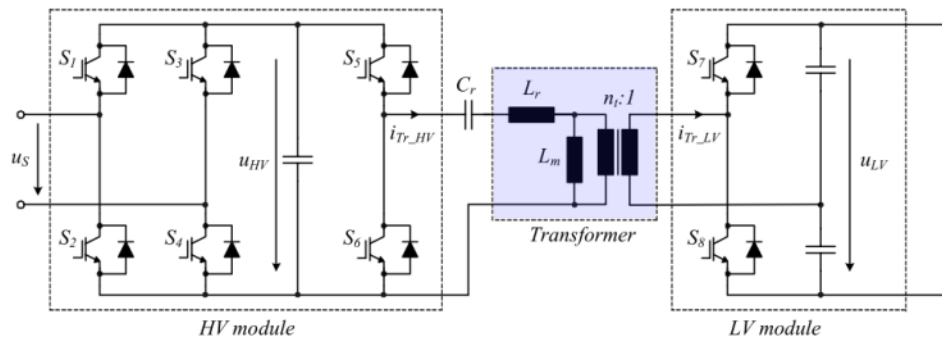 S1
S3
S5
S7
Cr
Lr
nt:1
iTr_HV
iTr_LV
uS
uHV
Lm
uLV
S2
S4
S6
Transformer
S8
HV module
LV module